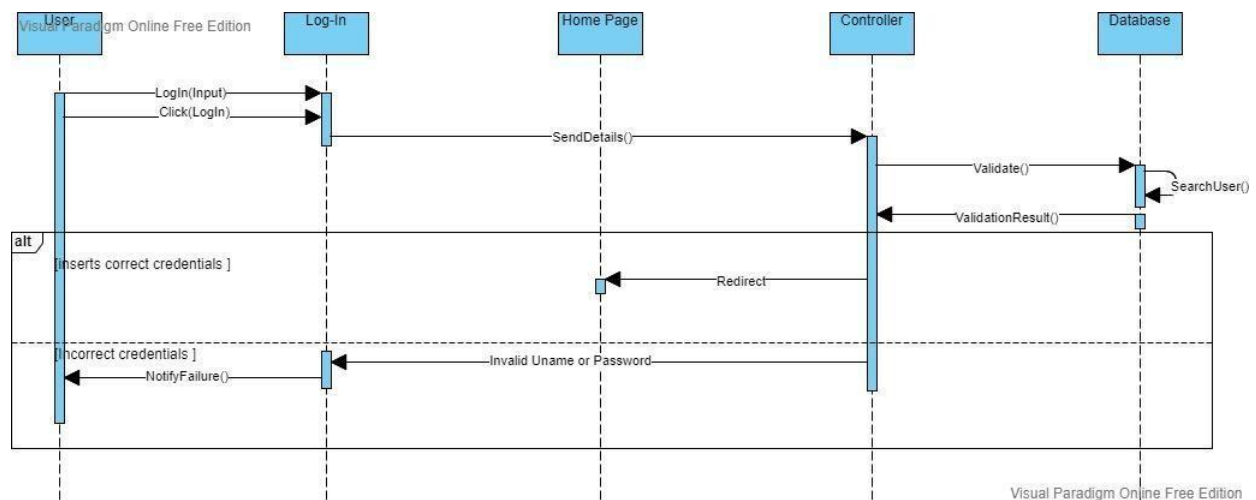 Visual Paradigm Online Free Edition
User
Log-In
Home Page
Controller
Database
LogIn(Input)
Click(LogIn)
SendDetails()
Validate()
SearchUser()
ValidationResult()
alt
[inserts correct credentials ]
Redirect
[Incorrect credentials ]
Invalid Uname or Password
NotifyFailure()
Visual Paradigm Online Free Edition